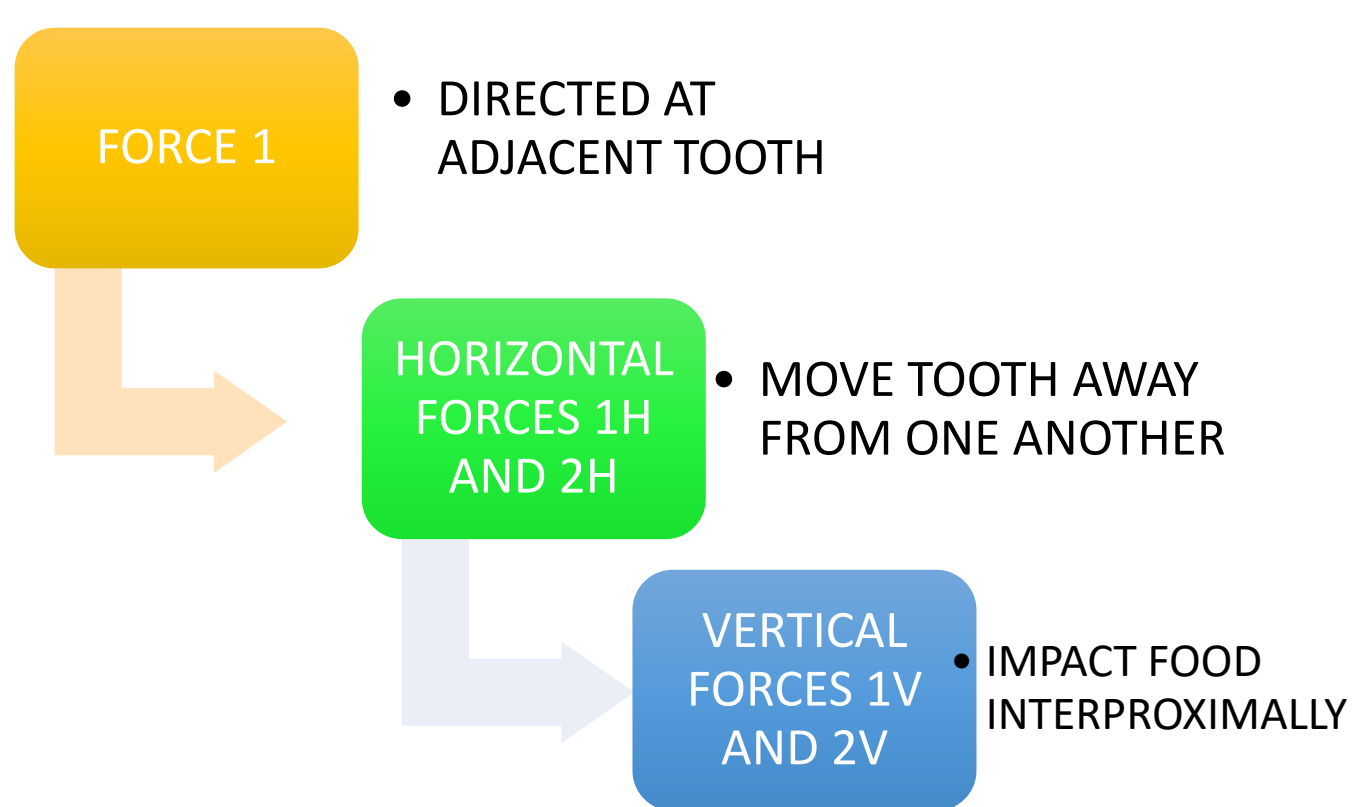 FORCE 1
• DIRECTED AT
ADJACENT TOOTH
HORIZONTAL
FORCES 1H
AND 2H
• MOVE TOOTH AWAY
FROM ONE ANOTHER
VERTICAL
FORCES 1V
AND 2V
• IMPACT FOOD
INTERPROXIMALLY